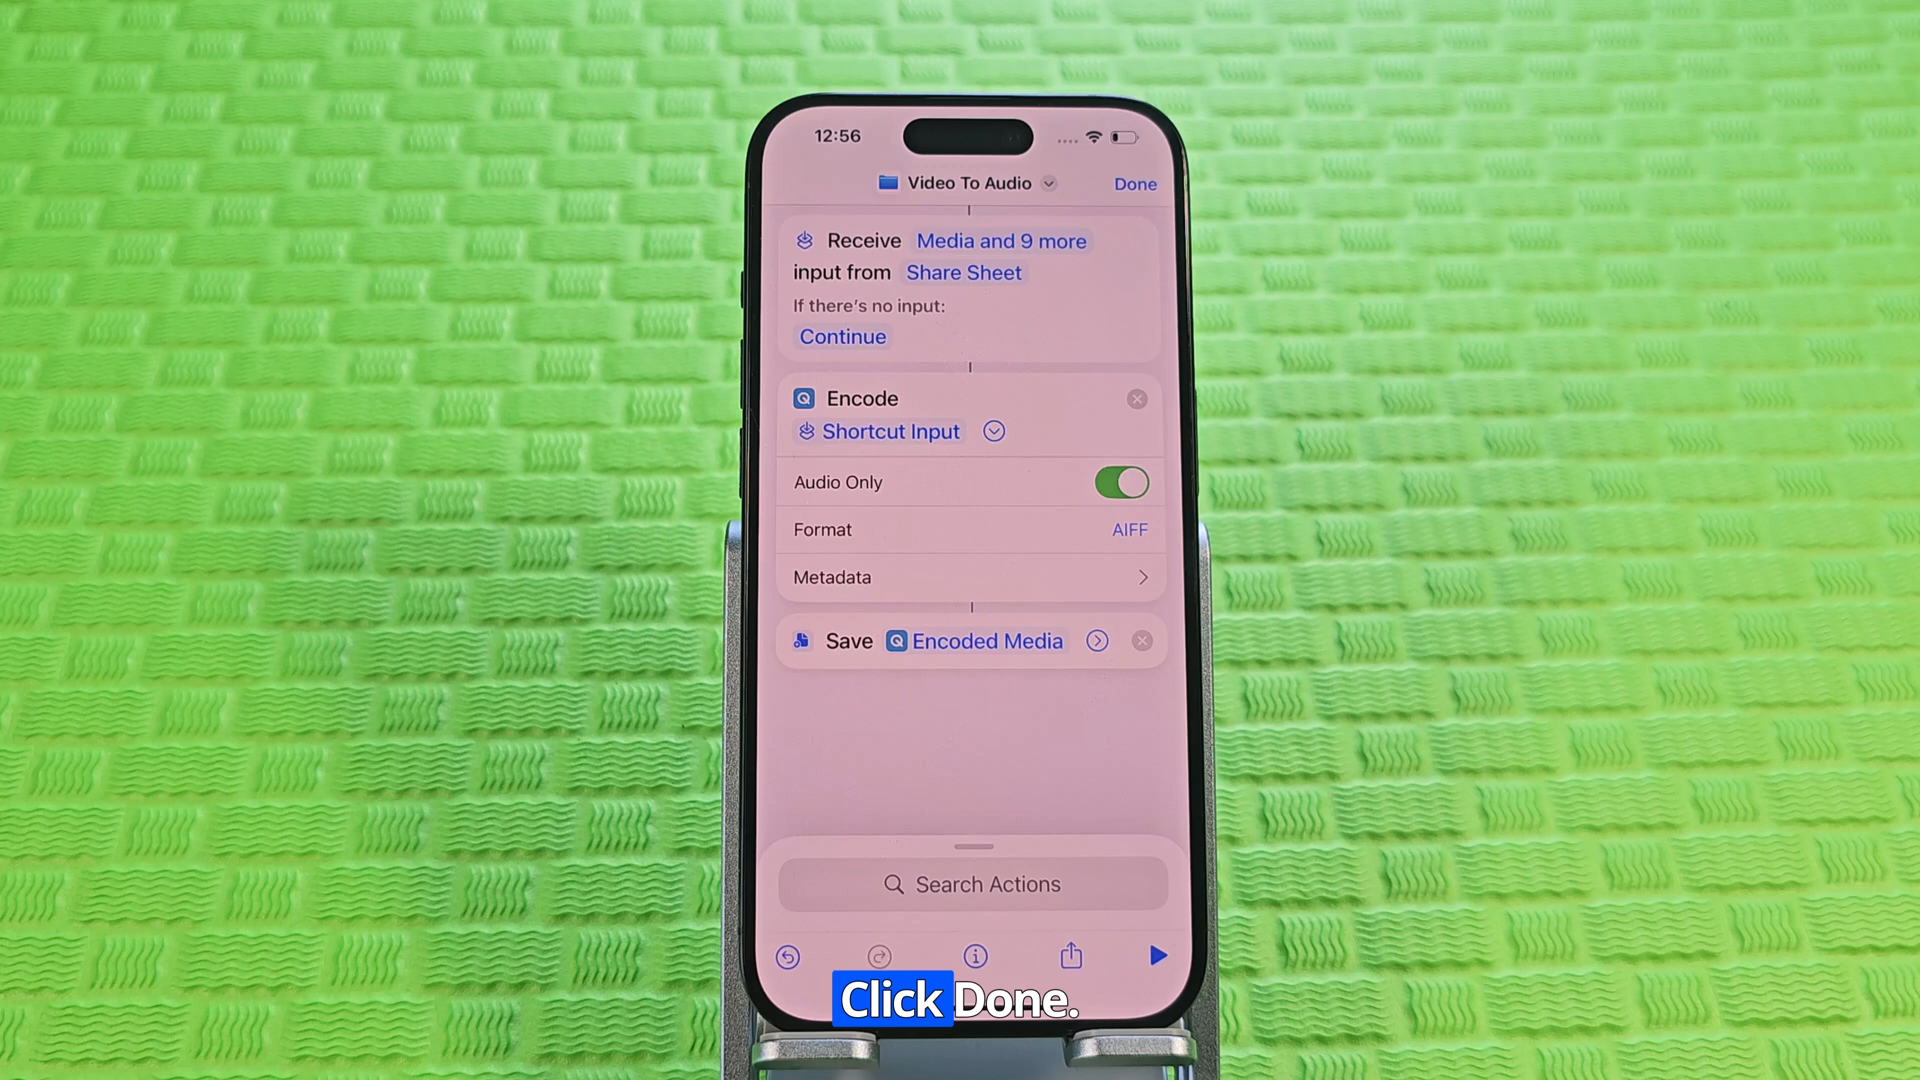 12:56
Video To Audio
Done
Receive Media and 9 more
input from Share Sheet
If there's no input:
Continue
Encode
Shortcut Input
Audio Only
Format AIFF
Metadata
Save Encoded Media
Search Actions
Click Done.